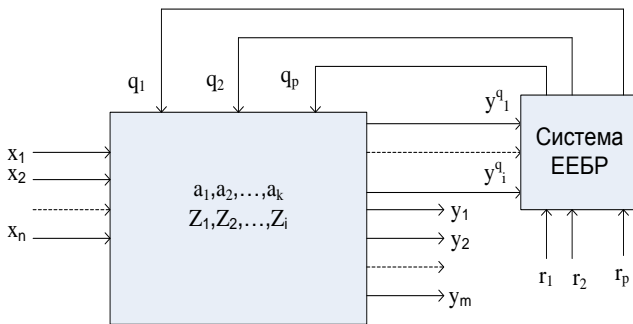 q₁ q₂ qₚ
y^q₁
x₁
x₂
xₙ
a₁,a₂,…,aₖ
Z₁,Z₂,…,Zᵢ
y^qᵢ
Система
ЕЕБР
y₁
y₂
yₘ
r₁ r₂ rₚ